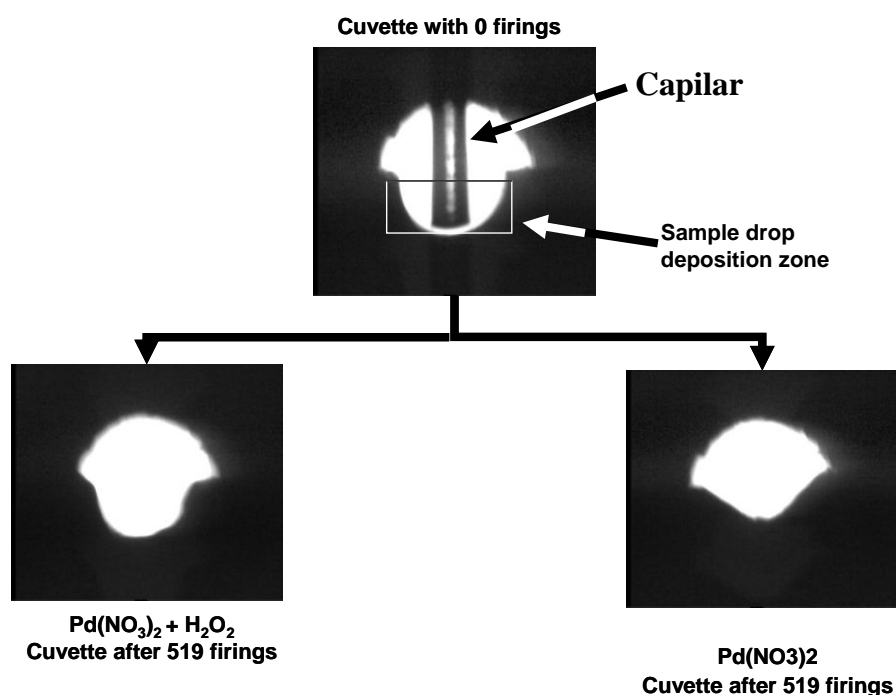 Cuvette with 0 firings
Capilar
Sample drop
deposition zone
Pd(NO₃)₂ + H₂O₂
Cuvette after 519 firings
Pd(NO3)2
Cuvette after 519 firings